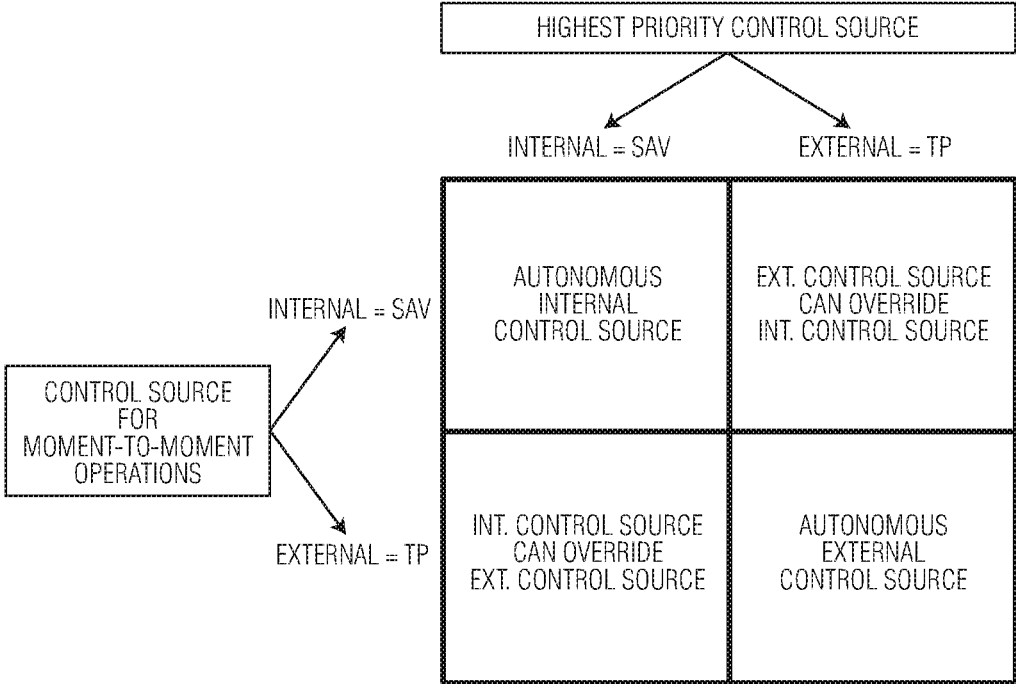 HIGHEST PRIORITY CONTROL SOURCE
INTERNAL = SAV
EXTERNAL = TP
INTERNAL = SAV
AUTONOMOUS
INTERNAL
CONTROL SOURCE
EXT. CONTROL SOURCE
CAN OVERRIDE
INT. CONTROL SOURCE
CONTROL SOURCE
FOR
MOMENT-TO-MOMENT
OPERATIONS
EXTERNAL = TP
INT. CONTROL SOURCE
CAN OVERRIDE
EXT. CONTROL SOURCE
AUTONOMOUS
EXTERNAL
CONTROL SOURCE